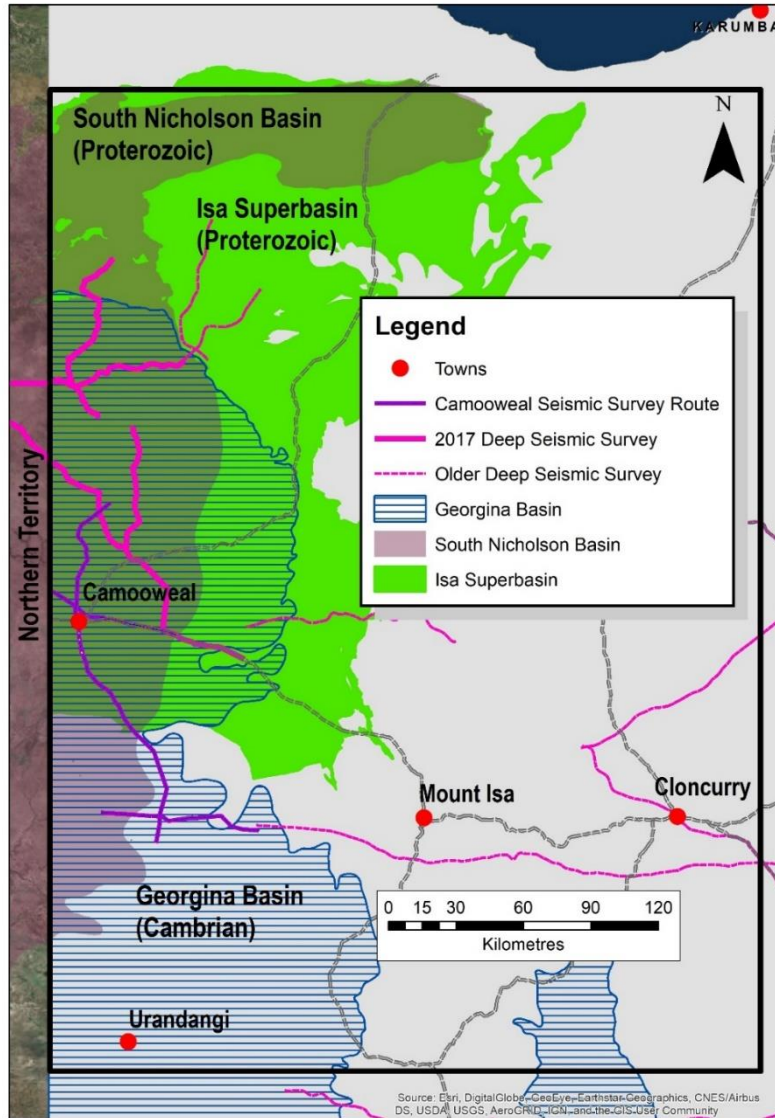 KARUMBA
N
South Nicholson Basin
(Proterozoic)
Isa Superbasin
(Proterozoic)
Legend
Towns
Camooweal Seismic Survey Route
2017 Deep Seismic Survey
Older Deep Seismic Survey
Georgina Basin
South Nicholson Basin
Isa Superbasin
Northern Territory
Camooweal
Mount Isa
Cloncurry
Georgina Basin
(Cambrian)
0 15 30 60 90 120
Kilometres
Urandangi
Source: Esri, DigitalGlobe, GeoEye, Earthstar Geographics, CNES/Airbus
DS, USDA, USGS, AeroGRID, IGN, and the GIS User Community